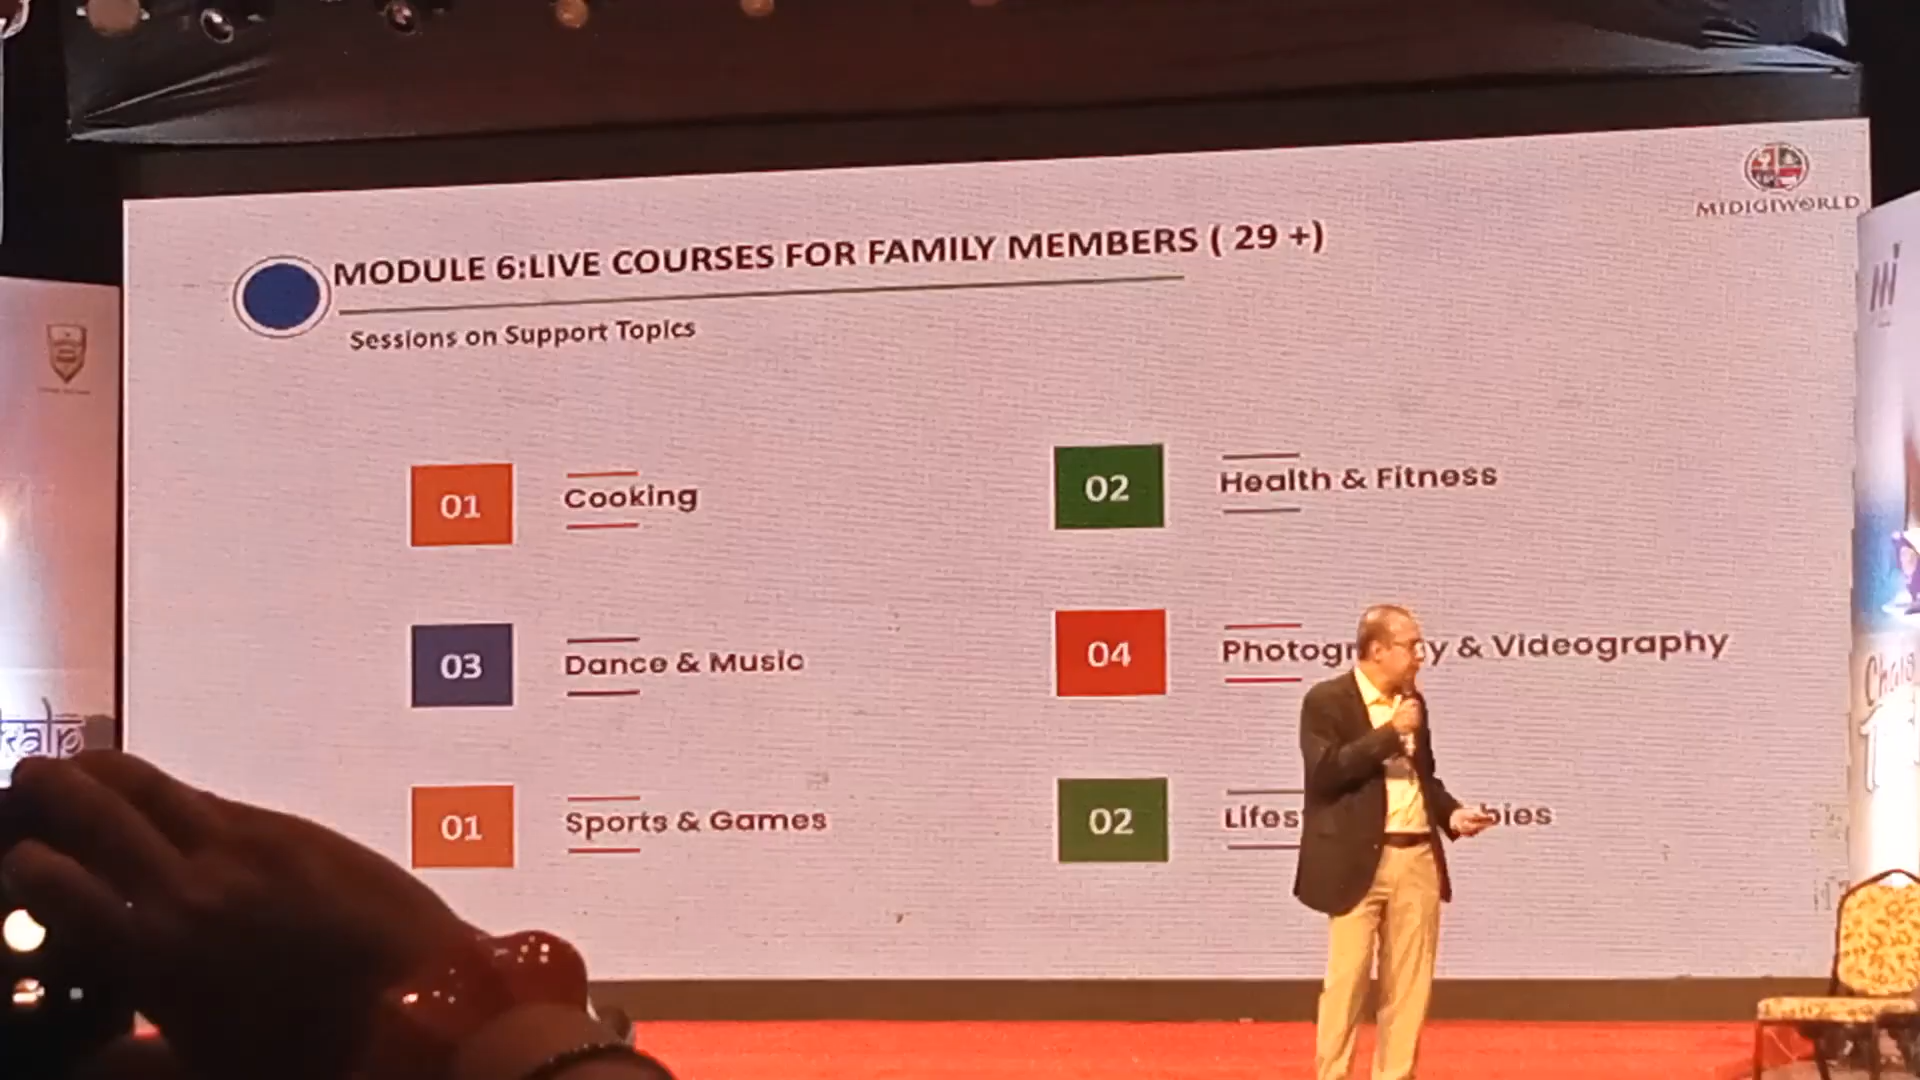 MIDIGIWORLD
MODULE 6:LIVE COURSES FOR FAMILY MEMBERS ( 29 +)
Sessions on Support Topics
01 Cooking
02 Health & Fitness
03 Dance & Music
04 & Videography
01 Sports & Games
02
kalp